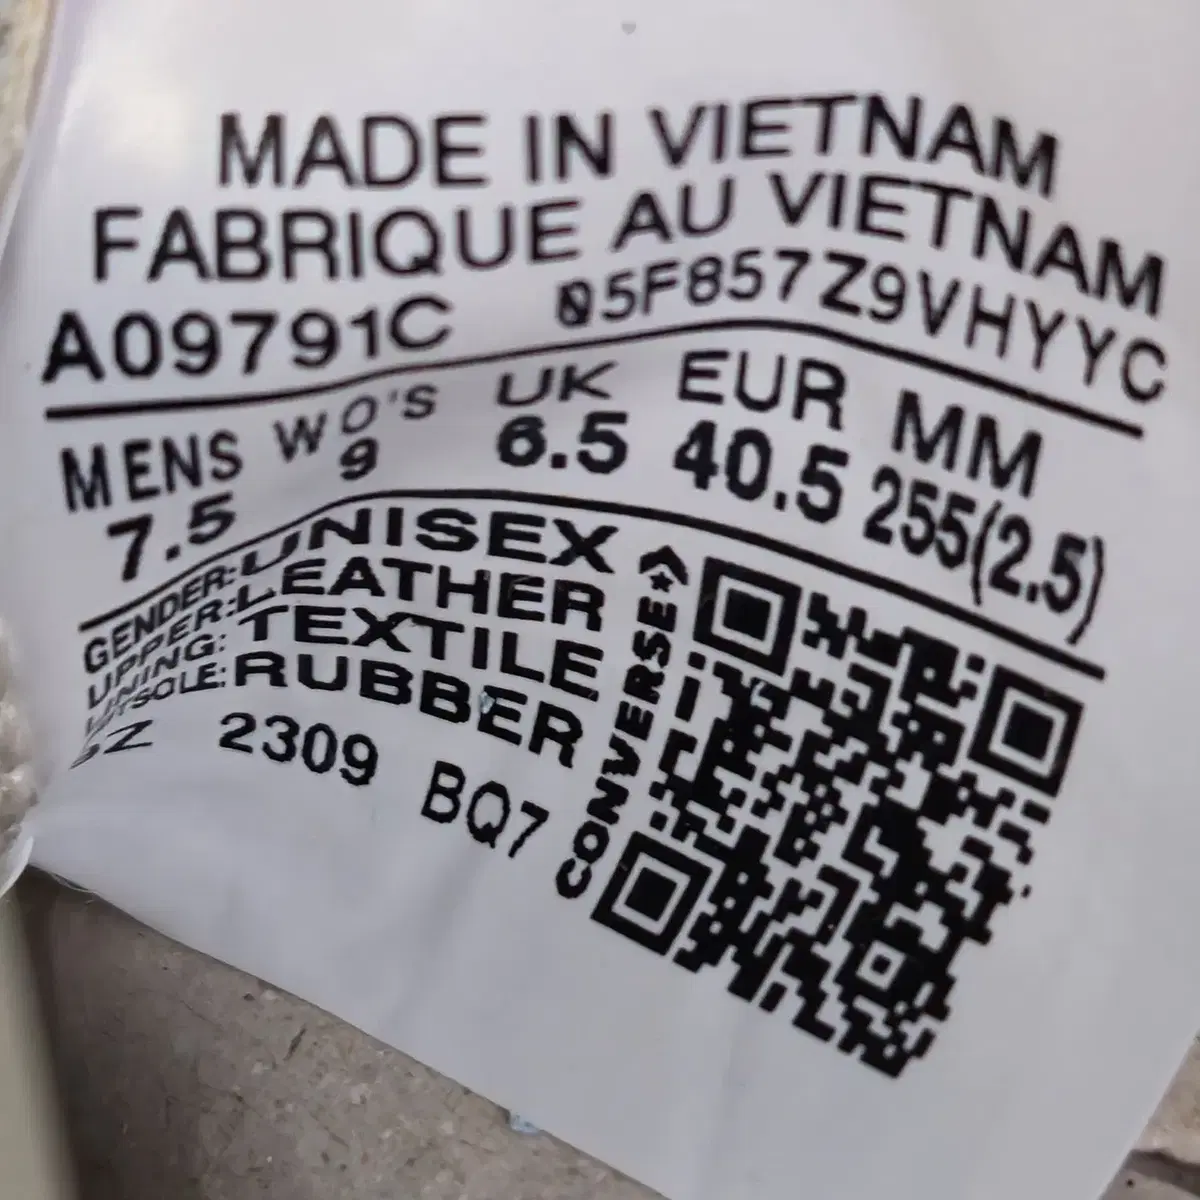 MADE IN VIETNAM
FABRIQUE AU VIETNAM
A09791C 05F857Z9VHYYC
MENS WO'S UK EUR MM
7.5 9 6.5 40.5 255(2.5)
GENDER:UNISEX
UPPER:LEATHER
LINING:TEXTILE
OUTSOLE:RUBBER
SZ 2309 BQ7
CONVERSE